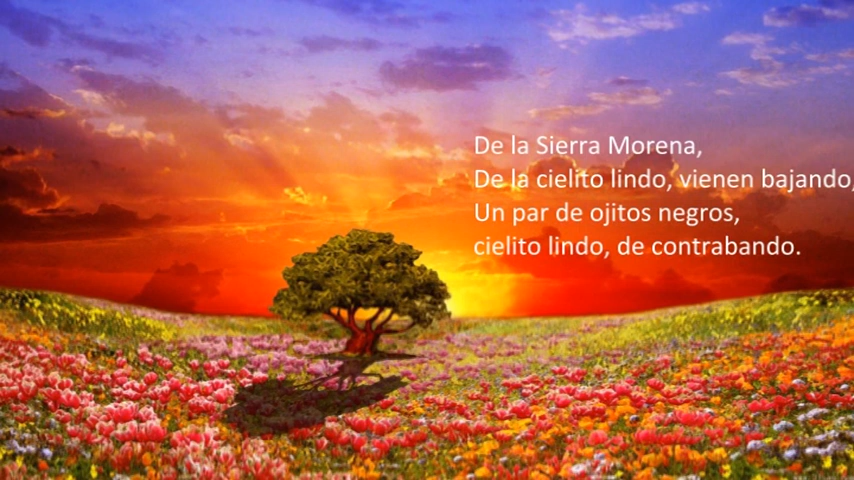 De la Sierra Morena,
De la cielito lindo, vienen bajando,
Un par de ojitos negros,
cielito lindo, de contrabando.